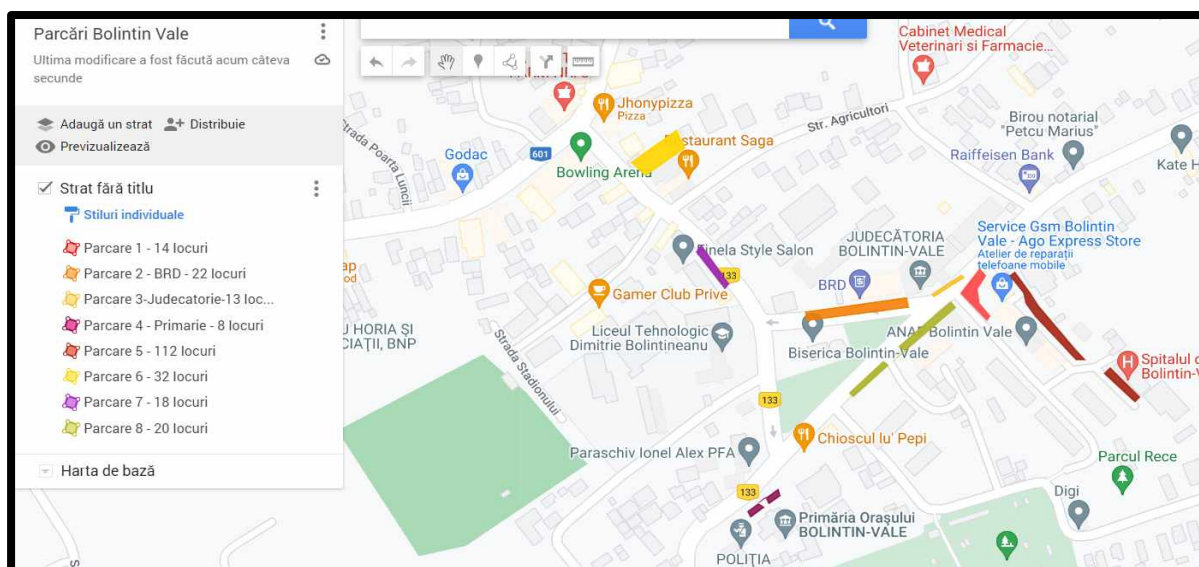 Parcări Bolintin Vale
Ultima modificare a fost făcută acum câteva
secunde
Adaugă un strat
Distribuie
Previzualizează
Strat fără titlu
Stiluri individuale
Parcare 1 - 14 locuri
Parcare 2 - BRD - 22 locuri
Parcare 3-Judecatorie-13 loc...
Parcare 4 - Primarie - 8 locuri
Parcare 5 - 112 locuri
Parcare 6 - 32 locuri
Parcare 7 - 18 locuri
Parcare 8 - 20 locuri
Harta de bază
Cabinet Medical
Veterinari si Farmacie...
Jhonypizza
Pizza
Str. Agricultori
Birou notarial
"Petcu Marius"
Strada Poarta Luncii
Godac
601
Restaurant Saga
Bowling Arena
Raiffeisen Bank
Kate H
Finela Style Salon
133
JUDECĂTORIA
BOLINTIN-VALE
Service Gsm Bolintin
Vale - Ago Express Store
Atelier de reparații
telefoane mobile
BRD
Gamer Club Prive
HORIA ȘI
CIAȚII, BNP
Liceul Tehnologic
Dimitrie Bolintineanu
Biserica Bolintin-Vale
ANAF Bolintin Vale
Spitalul
Bolintin-V
Strada Stadionului
133
Chioscul lu' Pepi
Paraschiv Ionel Alex PFA
Parcul Rece
133
Digi
Primăria Orașului
BOLINTIN-VALE
POLIȚIA